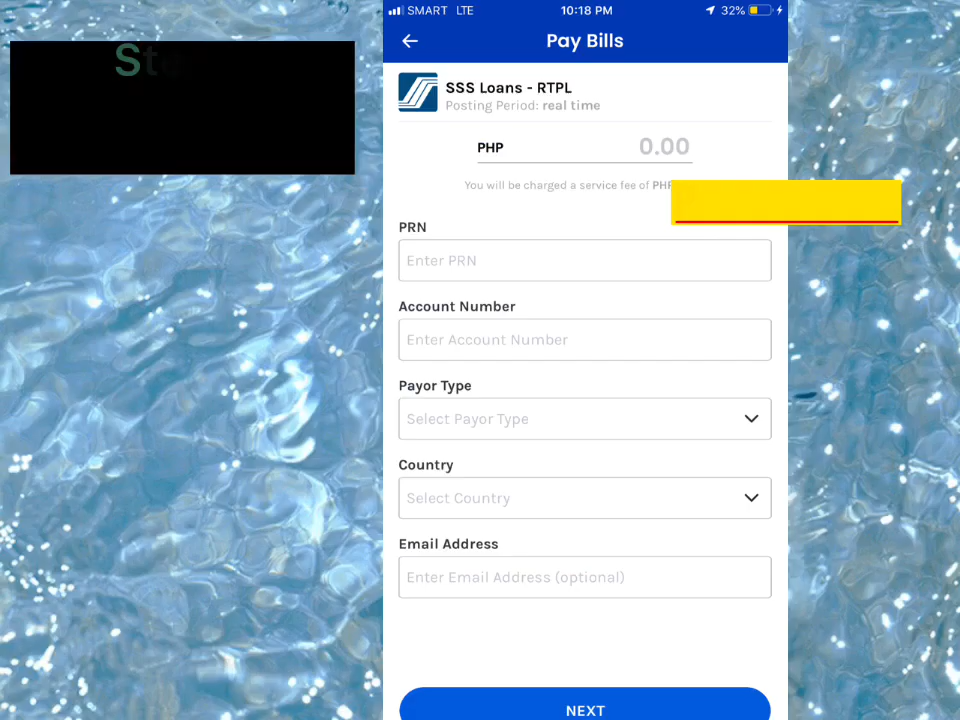 SMART LTE 10:18 PM 32%
Pay Bills
SSS Loans - RTPL
Posting Period: real time
PHP 0.00
You will be charged a service fee of PHP
PRN
Enter PRN
Account Number
Enter Account Number
Payor Type
Select Payor Type
Country
Select Country
Email Address
Enter Email Address (optional)
NEXT